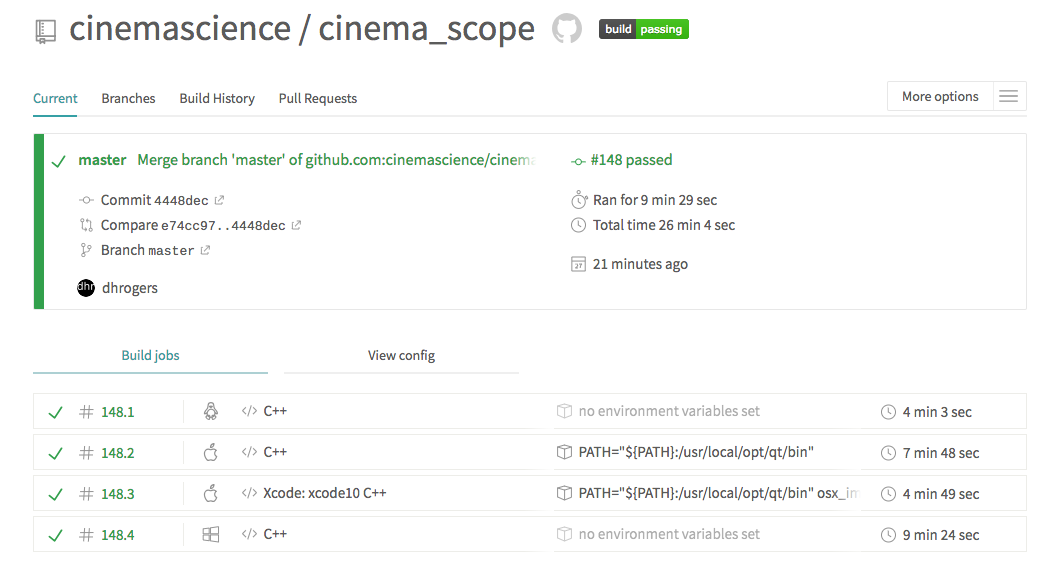 cinemascience / cinema_scope build passing
Current Branches Build History Pull Requests More options
master Merge branch 'master' of github.com:cinemascience/cinema
#148 passed
Commit 4448dec
Ran for 9 min 29 sec
Compare e74cc97..4448dec
Total time 26 min 4 sec
Branch master
27 21 minutes ago
dhr dhrogers
Build jobs View config
# 148.1 </> C++ no environment variables set 4 min 3 sec
# 148.2 </> C++ PATH="${PATH}:/usr/local/opt/qt/bin" 7 min 48 sec
# 148.3 </> Xcode: xcode10 C++ PATH="${PATH}:/usr/local/opt/qt/bin" osx_im 4 min 49 sec
# 148.4 </> C++ no environment variables set 9 min 24 sec